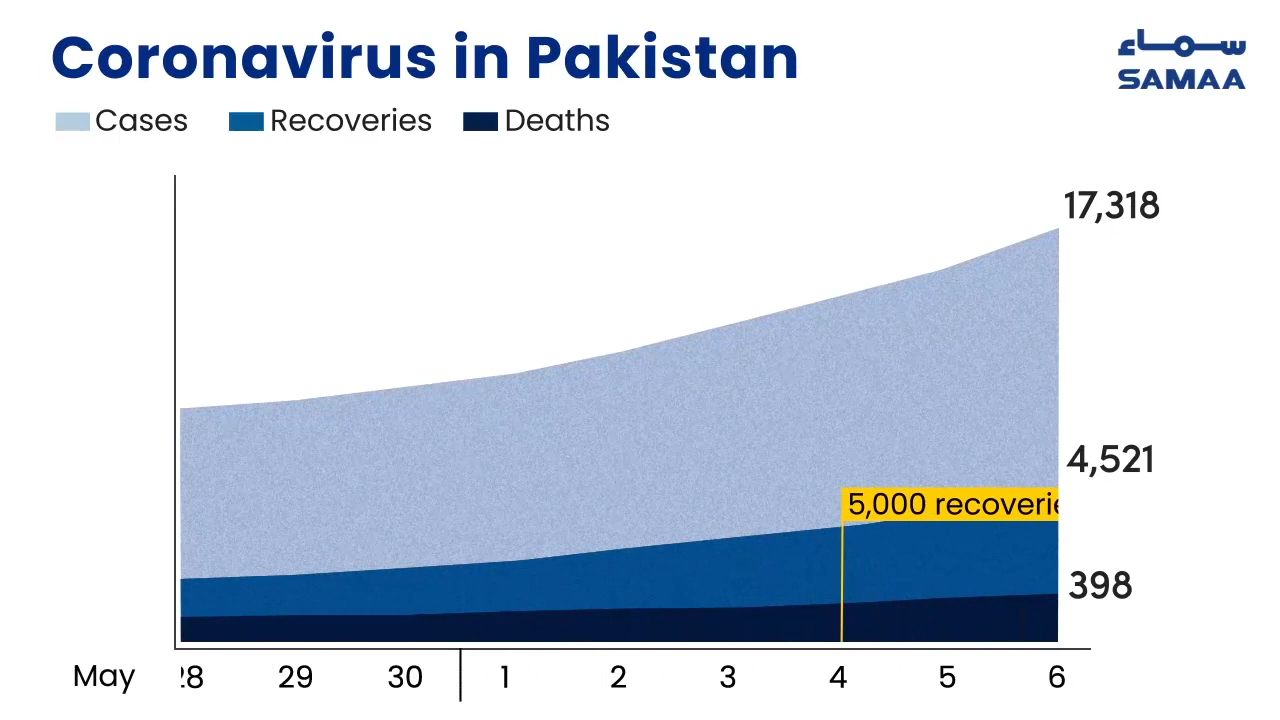 Coronavirus in Pakistan
سماء
SAMAA
Cases Recoveries Deaths
17,318
4,521
5,000 recoverie
398
May 28 29 30 1 2 3 4 5 6